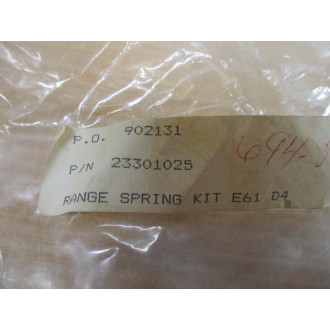 P.O. 902131
P/N 23301025
RANGE SPRING KIT E61 D4
694-